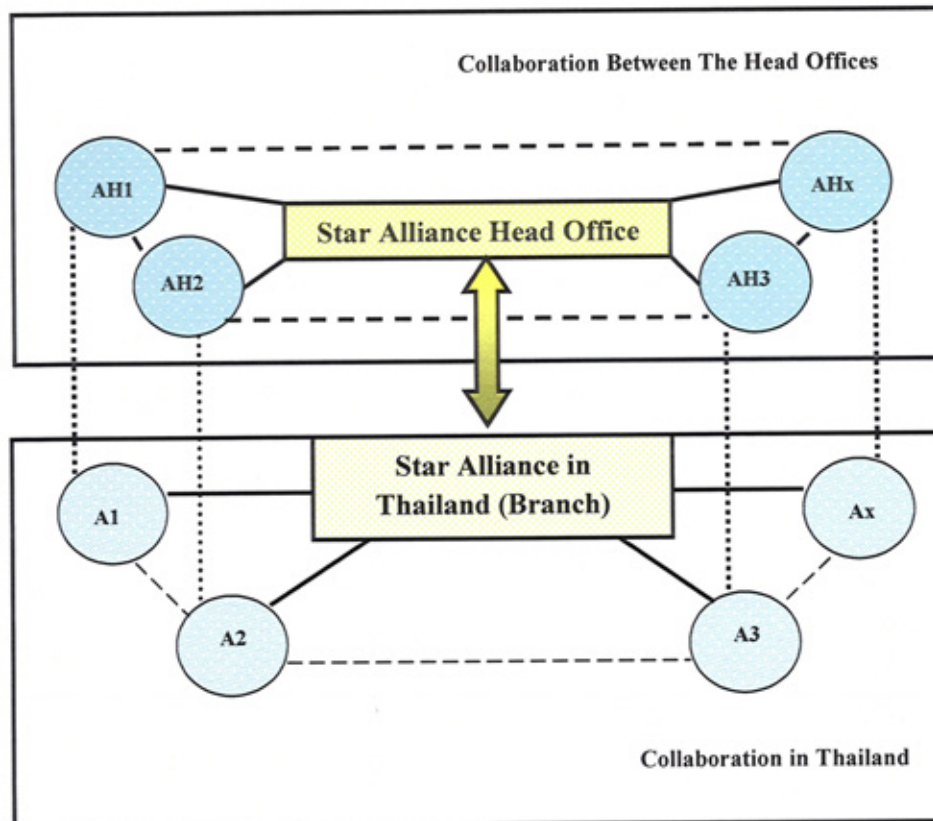 Collaboration Between The Head Offices
AH1
AHx
Star Alliance Head Office
AH2
AH3
Star Alliance in
Thailand (Branch)
A1
Ax
A2
A3
Collaboration in Thailand